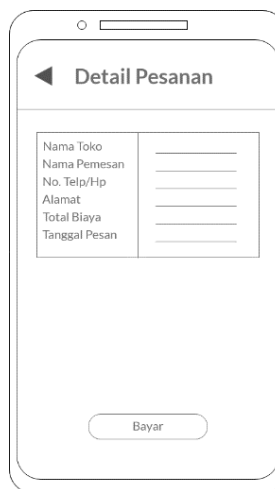 Detail Pesanan
Nama Toko
Nama Pemesan
No. Telp/Hp
Alamat
Total Biaya
Tanggal Pesan
Bayar